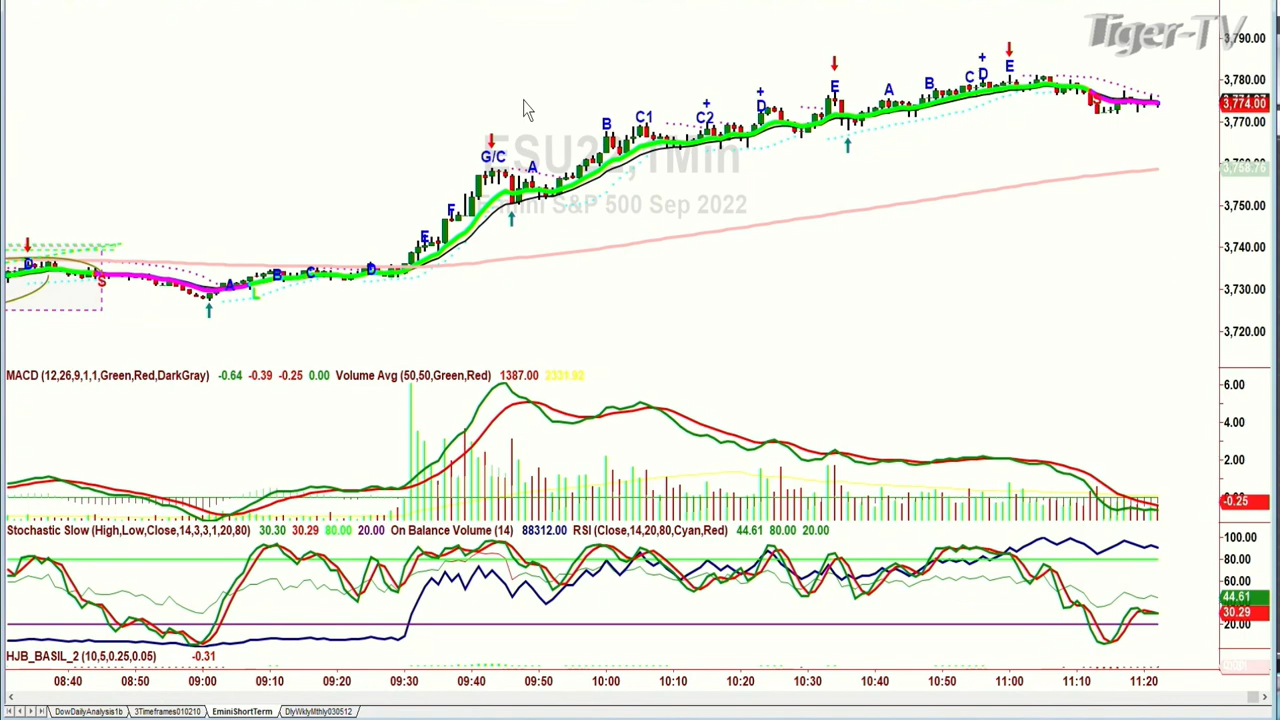 Tiger-TV
3,790.00
3,780.00
3,774.00
3,770.00
3,758.76
3,750.00
3,740.00
3,730.00
3,720.00
ESU22,1Min
Emini S&P 500 Sep 2022
D S A B L C D E F G/C A B C1 + C2 + D E A B C + D E S
MACD (12,26,9,1,1,Green,Red,DarkGray) -0.64 -0.39 -0.25 0.00 Volume Avg (50,50,Green,Red) 1387.00 2331.92
6.00
4.00
2.00
-0.25
Stochastic Slow (High,Low,Close,14,3,3,1,20,80) 30.30 30.29 80.00 20.00 On Balance Volume (14) 88312.00 RSI (Close,14,20,80,Cyan,Red) 44.61 80.00 20.00
100.00
80.00
60.00
44.61
30.29
20.00
HJB_BASIL_2 (10,5,0.25,0.05) -0.31
08:40 08:50 09:00 09:10 09:20 09:30 09:40 09:50 10:00 10:10 10:20 10:30 10:40 10:50 11:00 11:10 11:20
DowDailyAnalysis1b 3Timeframes010210 EminiShortTerm DlyWklyMthly030512